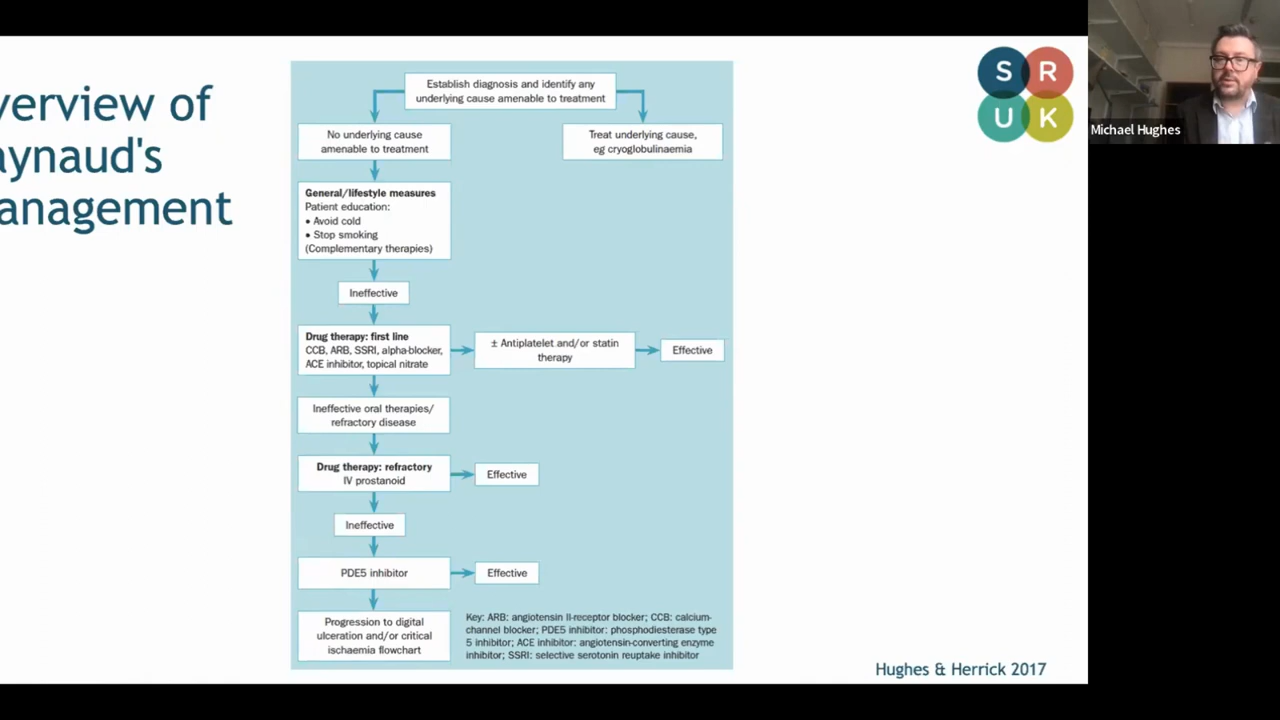 verview of
aynaud's
anagement
Establish diagnosis and identify any
underlying cause amenable to treatment
No underlying cause
amenable to treatment
Treat underlying cause,
eg cryoglobulinaemia
General/lifestyle measures
Patient education:
• Avoid cold
• Stop smoking
(Complementary therapies)
Ineffective
Drug therapy: first line
CCB, ARB, SSRI, alpha-blocker,
ACE inhibitor, topical nitrate
± Antiplatelet and/or statin
therapy
Effective
Ineffective oral therapies/
refractory disease
Drug therapy: refractory
IV prostanoid
Effective
Ineffective
PDE5 inhibitor
Effective
Progression to digital
ulceration and/or critical
ischaemia flowchart
Key: ARB: angiotensin II-receptor blocker; CCB: calcium-
channel blocker; PDE5 inhibitor: phosphodiesterase type
5 inhibitor; ACE inhibitor: angiotensin-converting enzyme
inhibitor; SSRI: selective serotonin reuptake inhibitor
Hughes & Herrick 2017
S R
U K
Michael Hughes